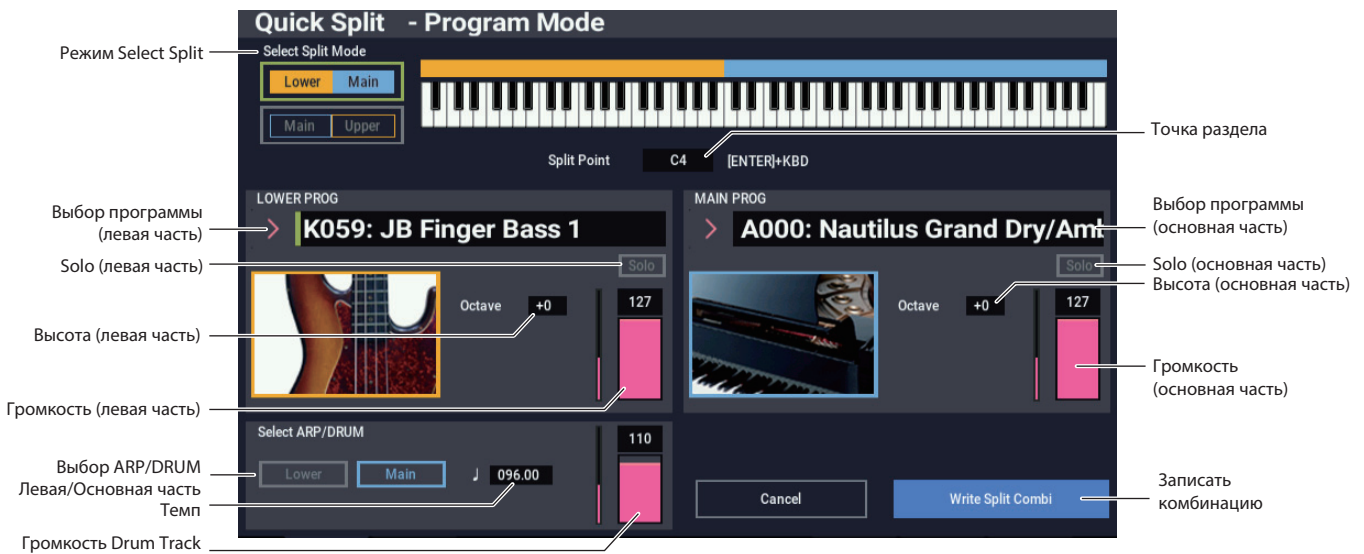 Quick Split - Program Mode
Режим Select Split
Select Split Mode
Lower Main
Main Upper
Split Point C4 [ENTER]+KBD
Точка раздела
LOWER PROG
K059: JB Finger Bass 1
Solo
Octave +0
127
MAIN PROG
A000: Nautilus Grand Dry/Am
Solo
Octave +0
127
Выбор программы
(левая часть)
Solo (левая часть)
Высота (левая часть)
Громкость (левая часть)
Выбор программы
(основная часть)
Solo (основная часть)
Высота (основная часть)
Громкость
(основная часть)
Select ARP/DRUM
Lower Main ♩ 096.00
110
Выбор ARP/DRUM
Левая/Основная часть
Темп
Громкость Drum Track
Cancel
Write Split Combi
Записать
комбинацию